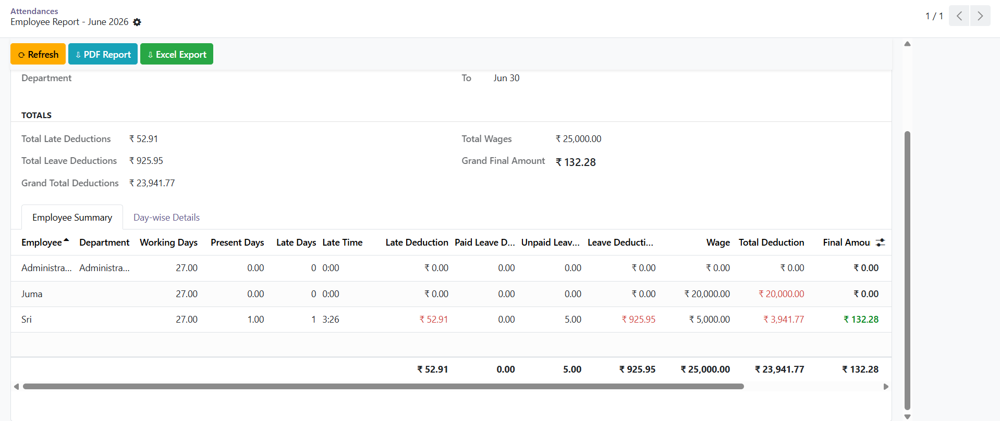 Attendances
Employee Report - June 2026
1 / 1
Refresh PDF Report Excel Export
Department To Jun 30
TOTALS
Total Late Deductions ₹ 52.91 Total Wages ₹ 25,000.00
Total Leave Deductions ₹ 925.95 Grand Final Amount ₹ 132.28
Grand Total Deductions ₹ 23,941.77
Employee Summary Day-wise Details
Employee Department Working Days Present Days Late Days Late Time Late Deduction Paid Leave D... Unpaid Leav... Leave Deducti... Wage Total Deduction Final Amou
Administra... Administra... 27.00 0.00 0 0:00 ₹ 0.00 0.00 0.00 ₹ 0.00 ₹ 0.00 ₹ 0.00 ₹ 0.00
Juma 27.00 0.00 0 0:00 ₹ 0.00 0.00 0.00 ₹ 0.00 ₹ 20,000.00 ₹ 20,000.00 ₹ 0.00
Sri 27.00 1.00 1 3:26 ₹ 52.91 0.00 5.00 ₹ 925.95 ₹ 5,000.00 ₹ 3,941.77 ₹ 132.28
₹ 52.91 0.00 5.00 ₹ 925.95 ₹ 25,000.00 ₹ 23,941.77 ₹ 132.28